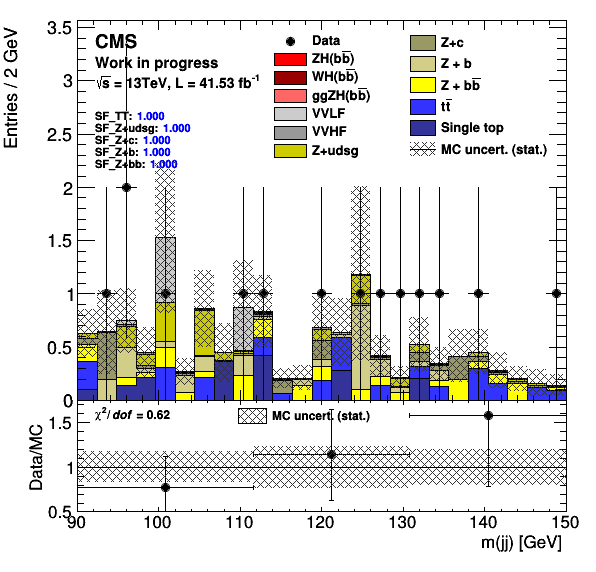 Entries / 2 GeV
3.5
3
2.5
2
1.5
1
0.5
0
CMS
Work in progress
√s = 13TeV, L = 41.53 fb⁻¹
SF_TT: 1.000
SF_Z+udsg: 1.000
SF_Z+c: 1.000
SF_Z+b: 1.000
SF_Z+bb: 1.000
Data
ZH(bb̅)
WH(bb̅)
ggZH(bb̅)
VVLF
VVHF
Z+udsg
Z+c
Z + b
Z + bb̅
tt̅
Single top
MC uncert. (stat.)
Data/MC
1.5
1
0.5
χ²/ dof = 0.62
MC uncert. (stat.)
90 100 110 120 130 140 150
m(jj) [GeV]